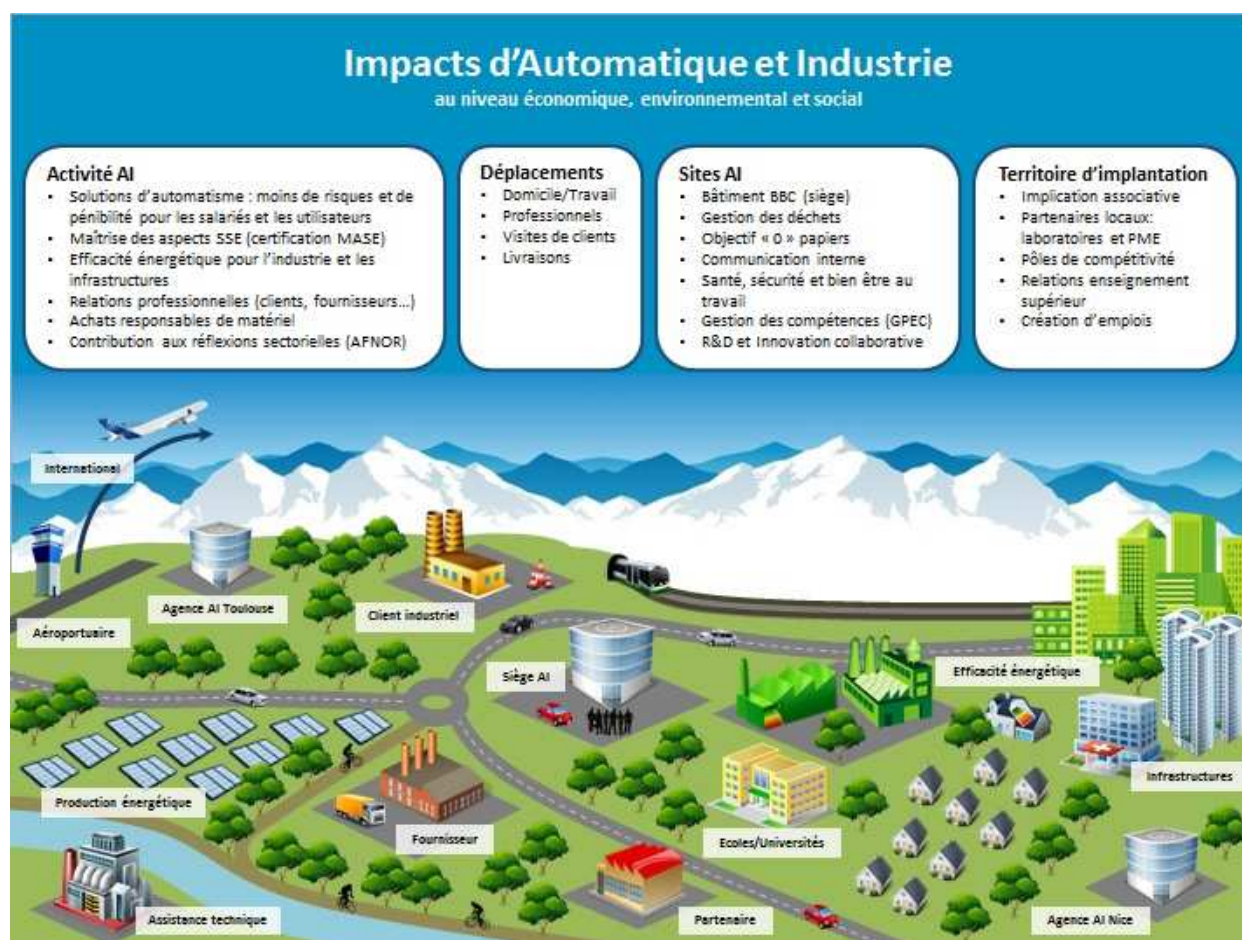 Impacts d'Automatique et Industrie
au niveau économique, environnemental et social
Activité AI
• Solutions d'automatisme : moins de risques et de
pénibilité pour les salariés et les utilisateurs
• Maîtrise des aspects SSE (certification MASE)
• Efficacité énergétique pour l'industrie et les
infrastructures
• Relations professionnelles (clients, fournisseurs...)
• Achats responsables de matériel
• Contribution aux réflexions sectorielles (AFNOR)
Déplacements
• Domicile/Travail
• Professionnels
• Visites de clients
• Livraisons
Sites AI
• Bâtiment BBC (siège)
• Gestion des déchets
• Objectif « 0 » papiers
• Communication interne
• Santé, sécurité et bien être au
travail
• Gestion des compétences (GPEC)
• R&D et Innovation collaborative
Territoire d'implantation
• Implication associative
• Partenaires locaux:
laboratoires et PME
• Pôles de compétitivité
• Relations enseignement
supérieur
• Création d'emplois
International
Agence AI Toulouse
Client industriel
Aéroportuaire
Siège AI
Efficacité énergétique
Infrastructures
Production énergétique
Fournisseur
Ecoles/Universités
Assistance technique
Partenaire
Agence AI Nice